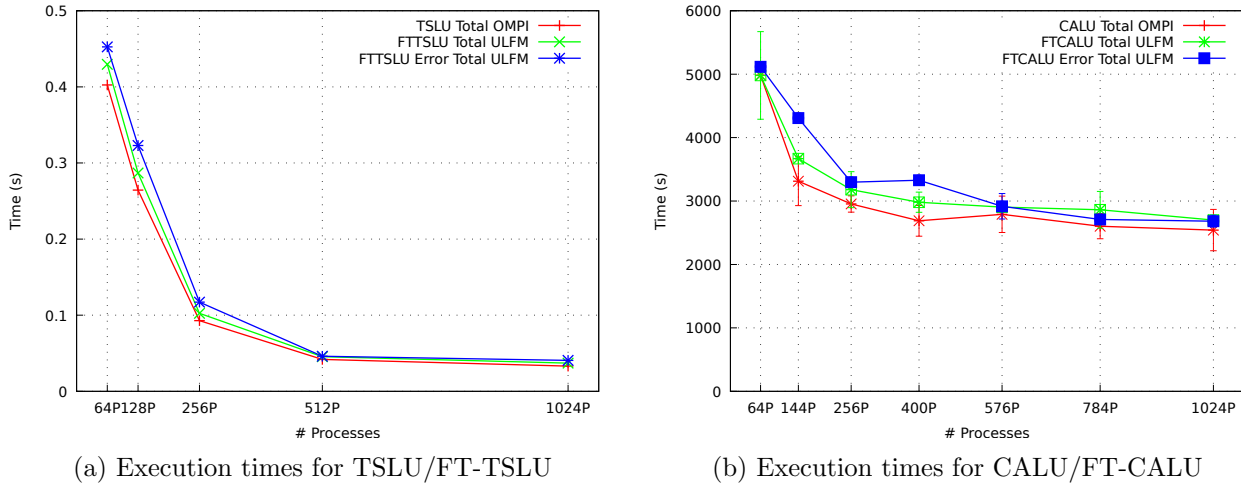 0.5
0.4
0.3
0.2
0.1
0
Time (s)
TSLU Total OMPI
FTTSLU Total ULFM
FTTSLU Error Total ULFM
64P 128P 256P 512P 1024P
# Processes
(a) Execution times for TSLU/FT-TSLU
6000
5000
4000
3000
2000
1000
0
Time (s)
CALU Total OMPI
FTCALU Total ULFM
FTCALU Error Total ULFM
64P 144P 256P 400P 576P 784P 1024P
# Processes
(b) Execution times for CALU/FT-CALU